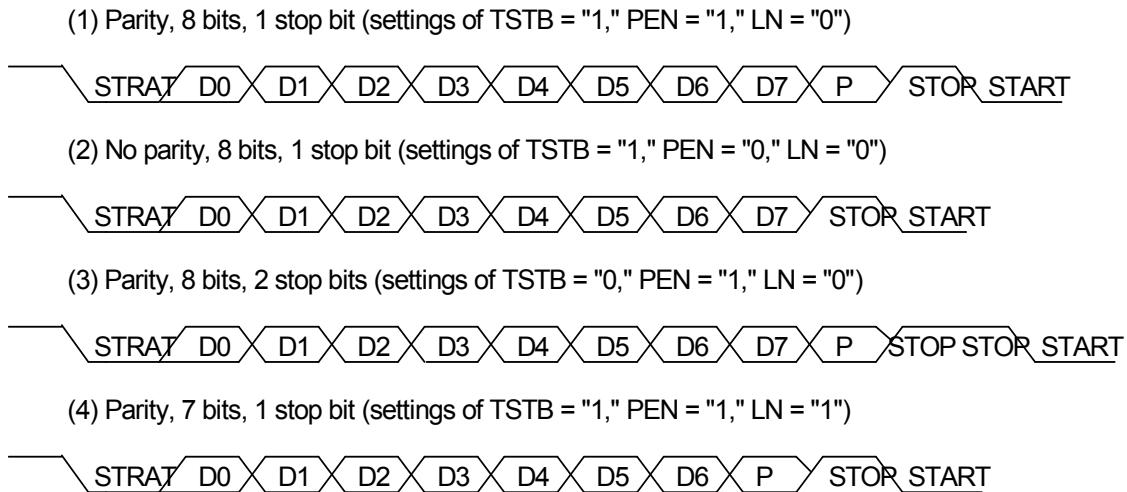 (1) Parity, 8 bits, 1 stop bit (settings of TSTB = "1," PEN = "1," LN = "0")
STRAT D0 D1 D2 D3 D4 D5 D6 D7 P STOP START
(2) No parity, 8 bits, 1 stop bit (settings of TSTB = "1," PEN = "0," LN = "0")
STRAT D0 D1 D2 D3 D4 D5 D6 D7 STOP START
(3) Parity, 8 bits, 2 stop bits (settings of TSTB = "0," PEN = "1," LN = "0")
STRAT D0 D1 D2 D3 D4 D5 D6 D7 P STOP STOP START
(4) Parity, 7 bits, 1 stop bit (settings of TSTB = "1," PEN = "1," LN = "1")
STRAT D0 D1 D2 D3 D4 D5 D6 P STOP START